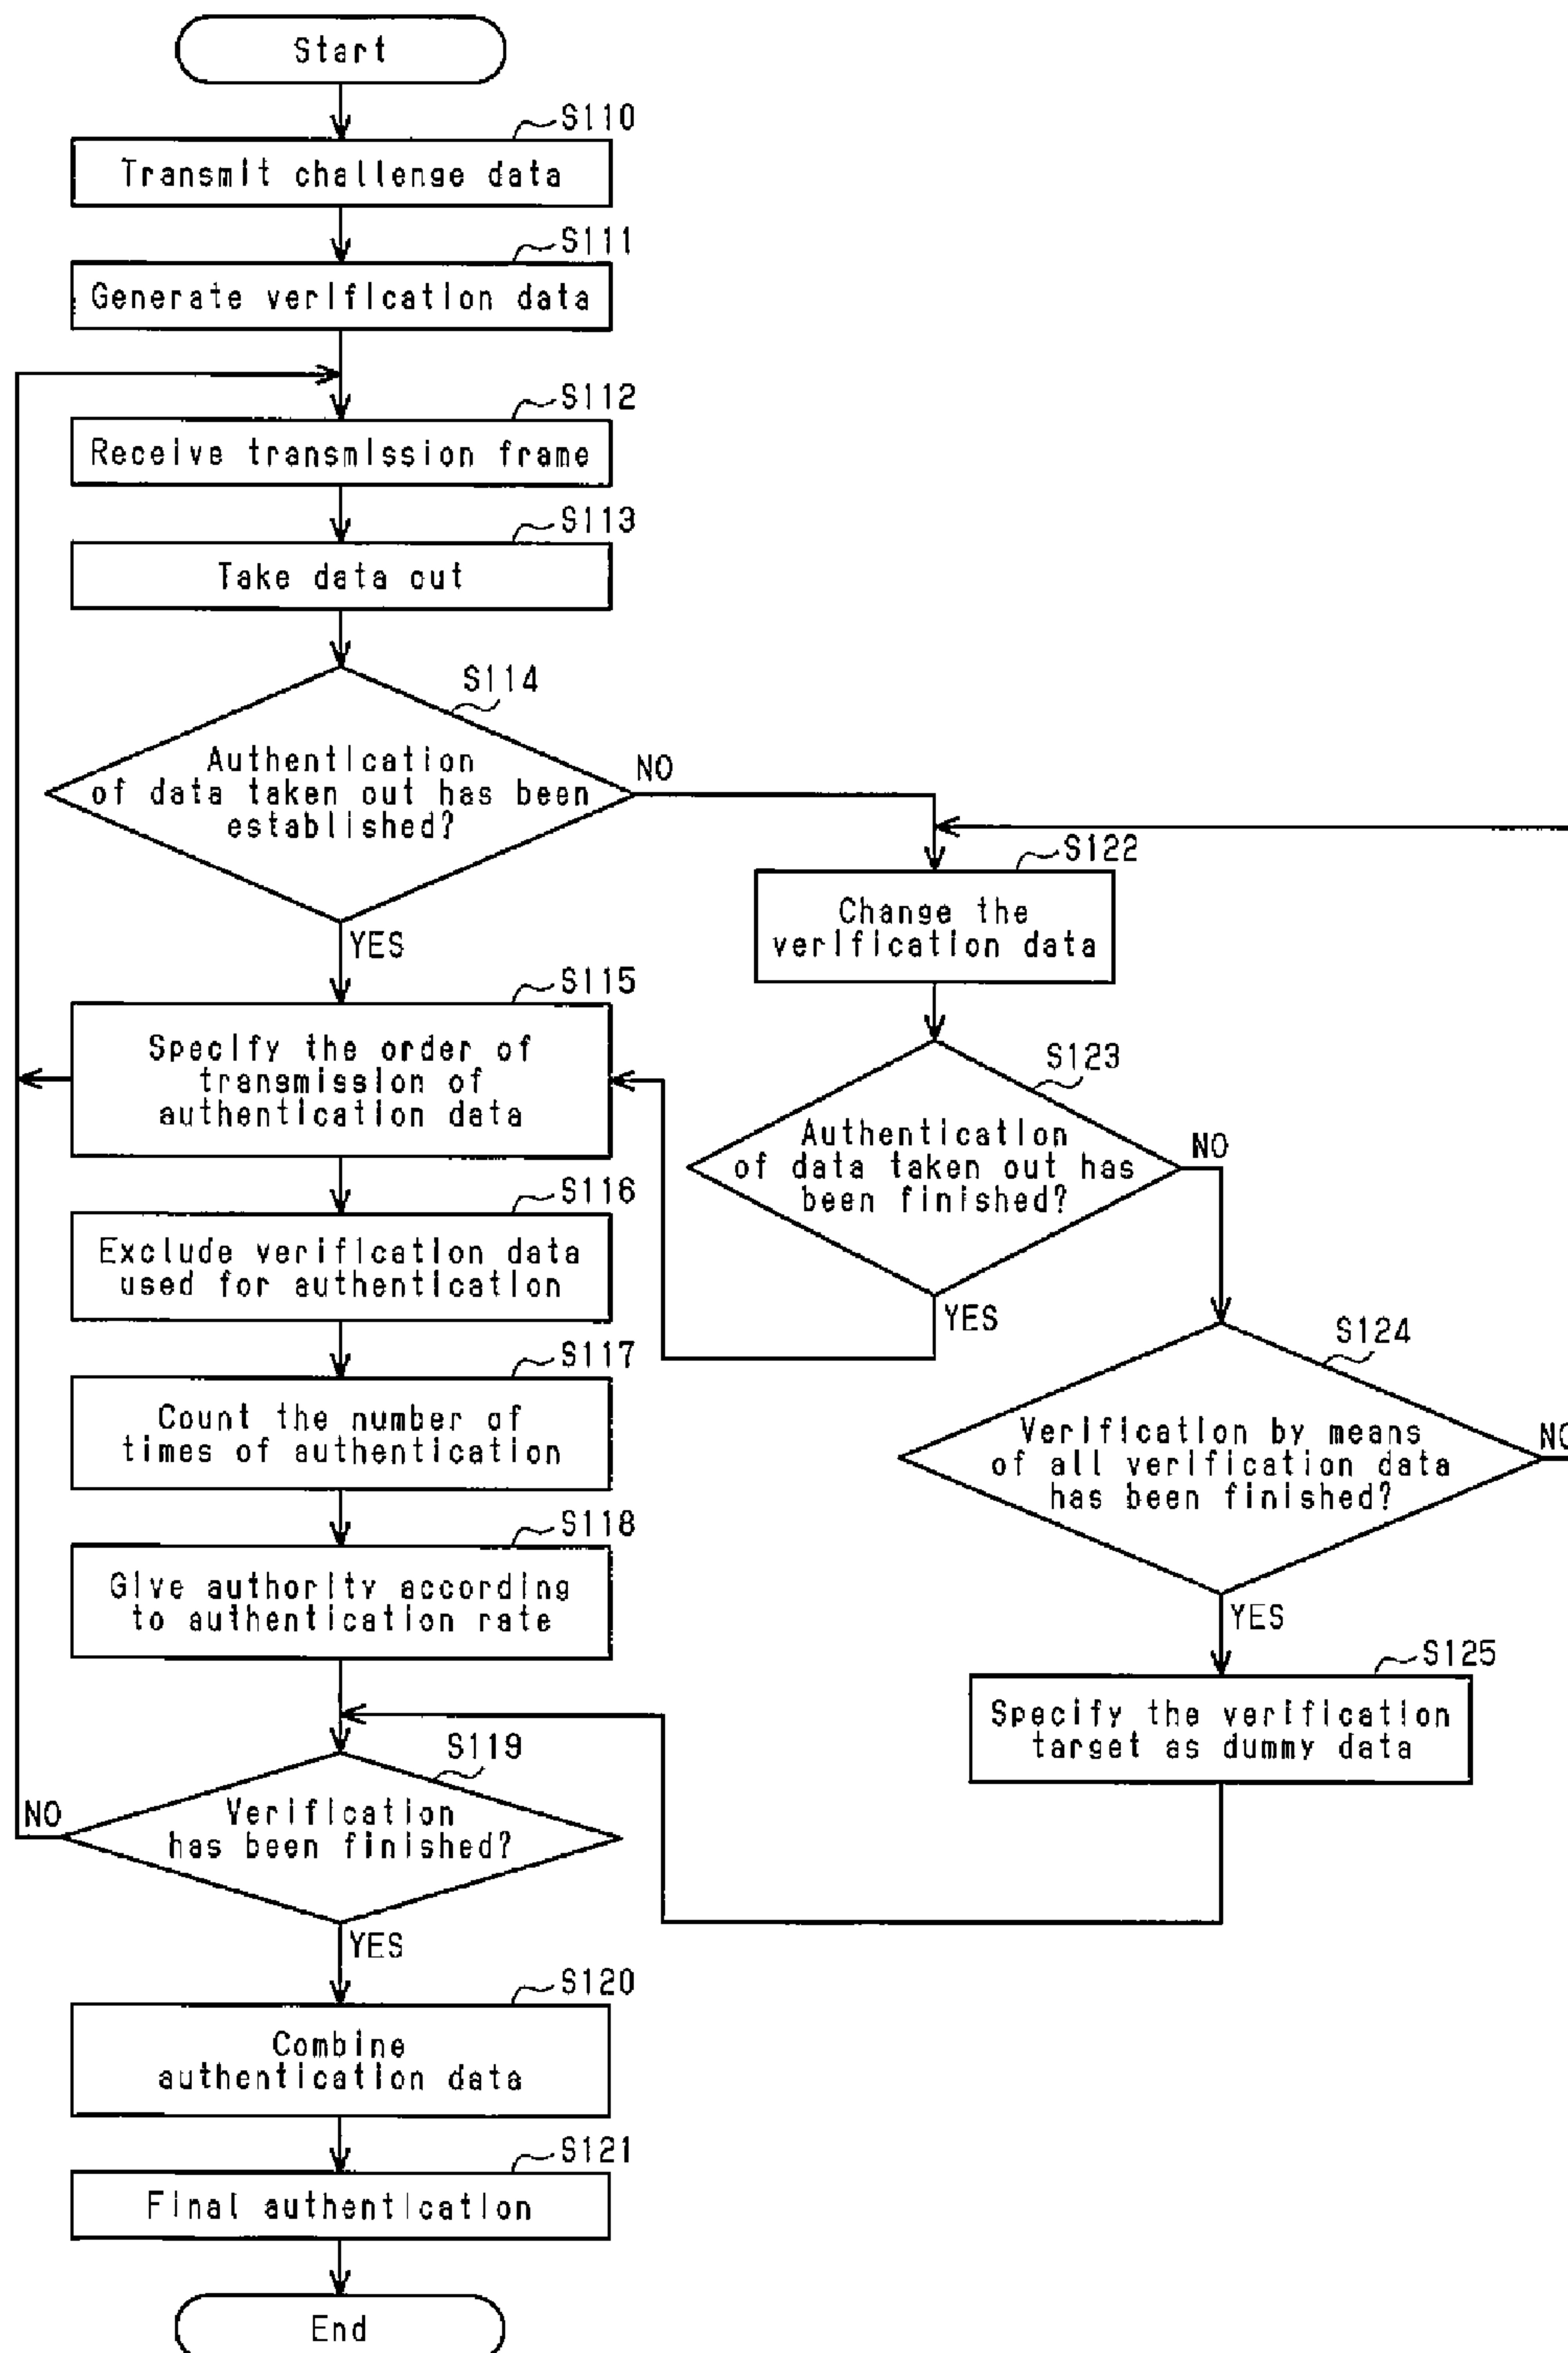 Start
S110
Transmit challenge data
S111
Generate verification data
S112
Receive transmission frame
S113
Take data out
S114
Authentication
of data taken out has been
established?
NO
YES
S122
Change the
verification data
S115
Specify the order of
transmission of
authentication data
S123
Authentication
of data taken out has
been finished?
NO
YES
S116
Exclude verification data
used for authentication
S124
Verification by means
of all verification data
has been finished?
NO
YES
S117
Count the number of
times of authentication
S118
Give authority according
to authentication rate
S125
Specify the verification
target as dummy data
S119
Verification
has been finished?
NO
YES
S120
Combine
authentication data
S121
Final authentication
End